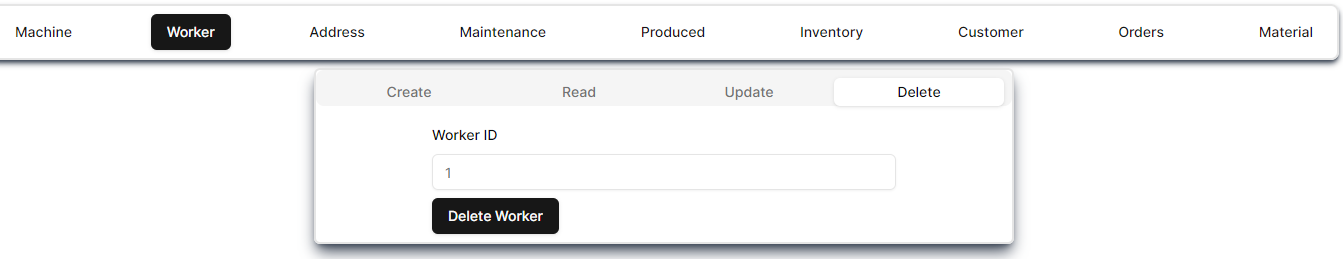 Machine Worker Address Maintenance Produced Inventory Customer Orders Material
Create Read Update Delete
Worker ID
1
Delete Worker